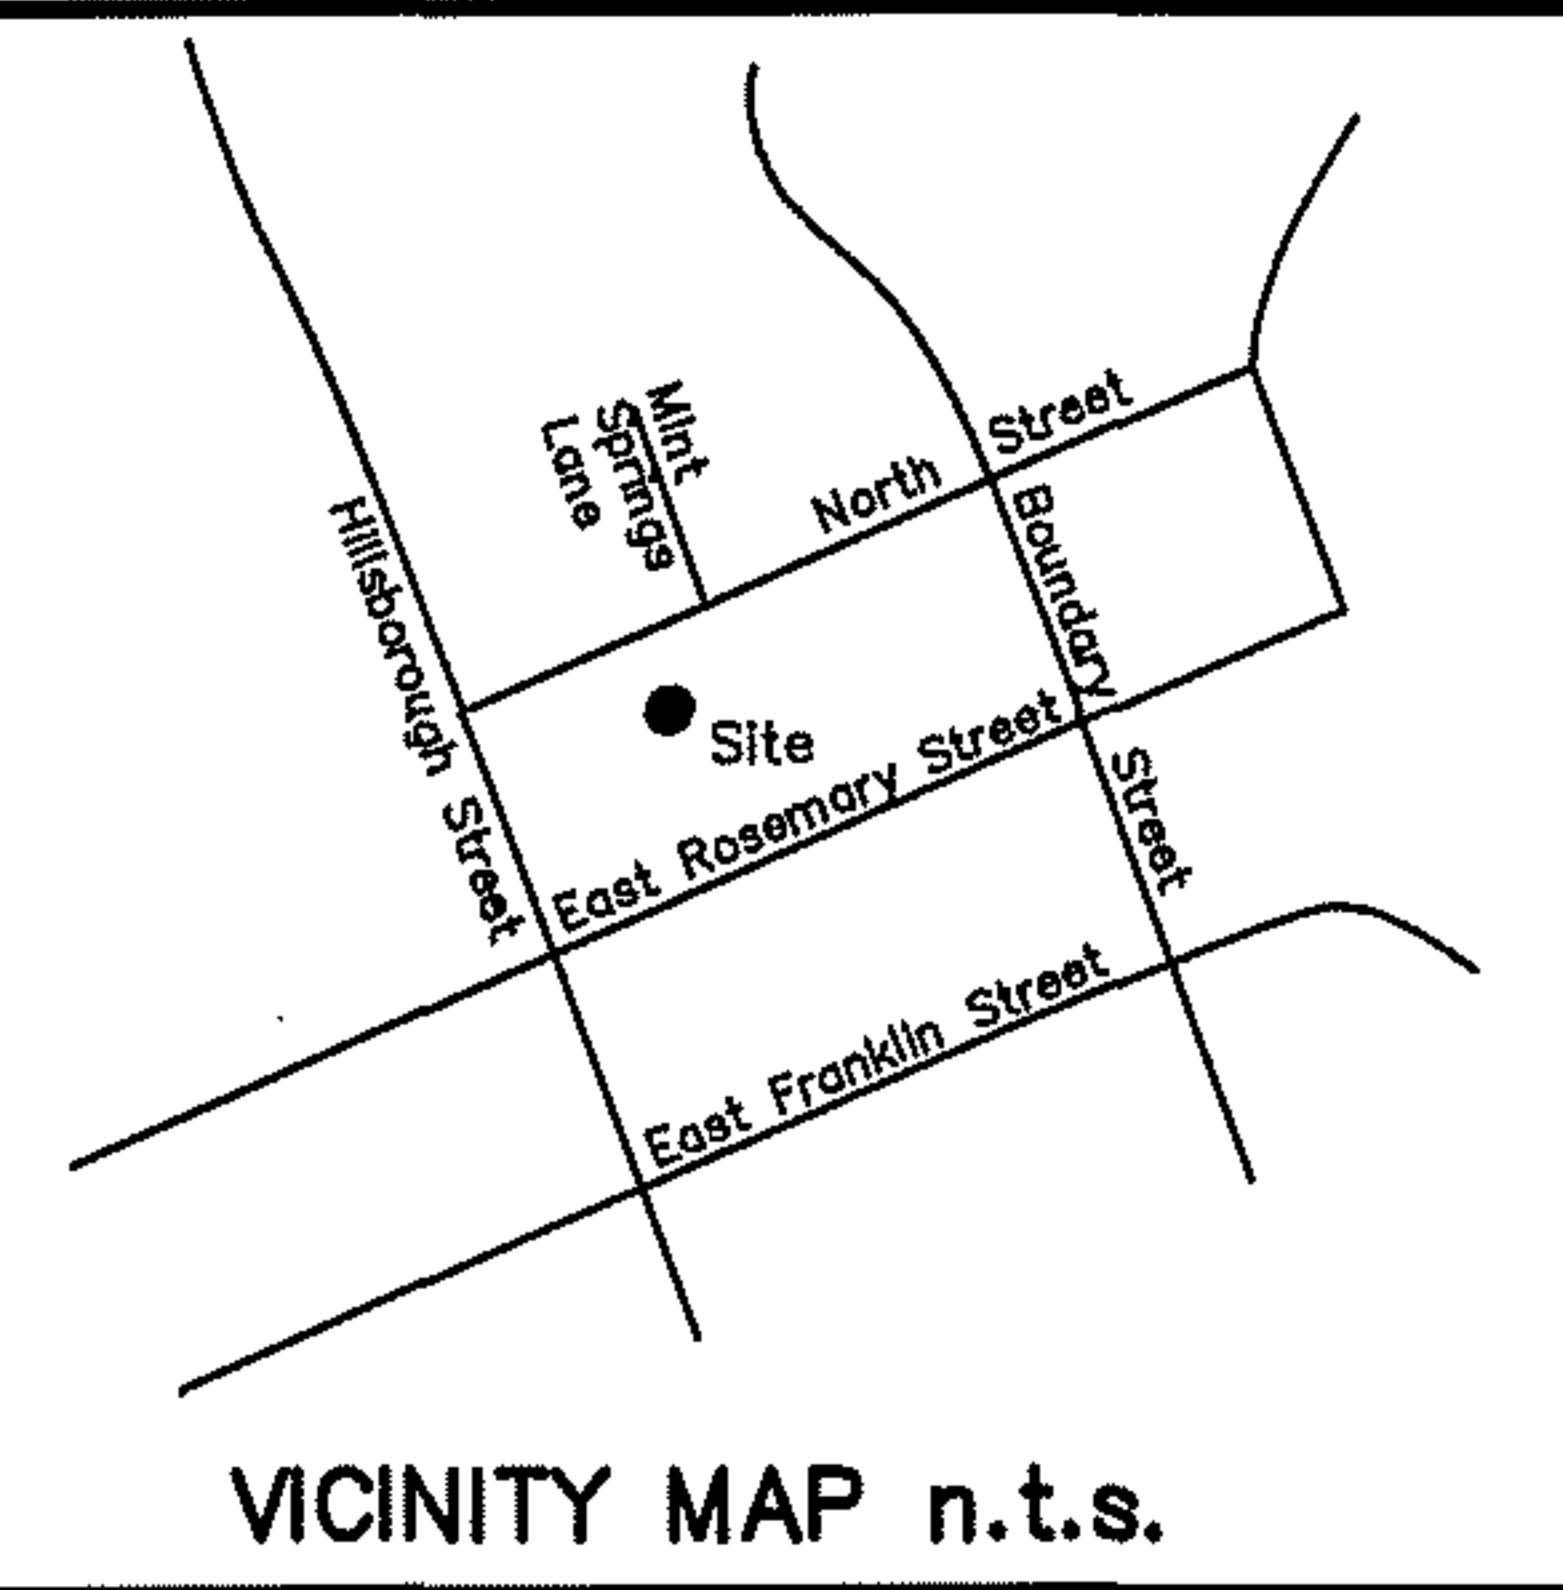 Mint
Springs
Lane
North Street
Hillsborough Street
Boundary Street
Site
East Rosemary Street
East Franklin Street
VICINITY MAP n.t.s.